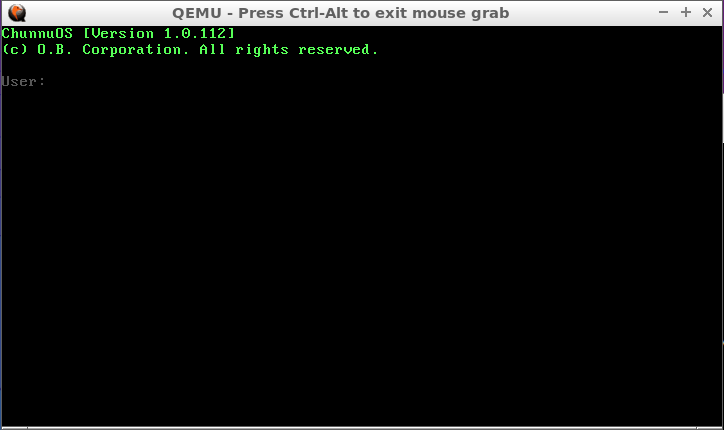 QEMU - Press Ctrl-Alt to exit mouse grab
ChunnuOS [Version 1.0.112]
(c) O.B. Corporation. All rights reserved.
User: